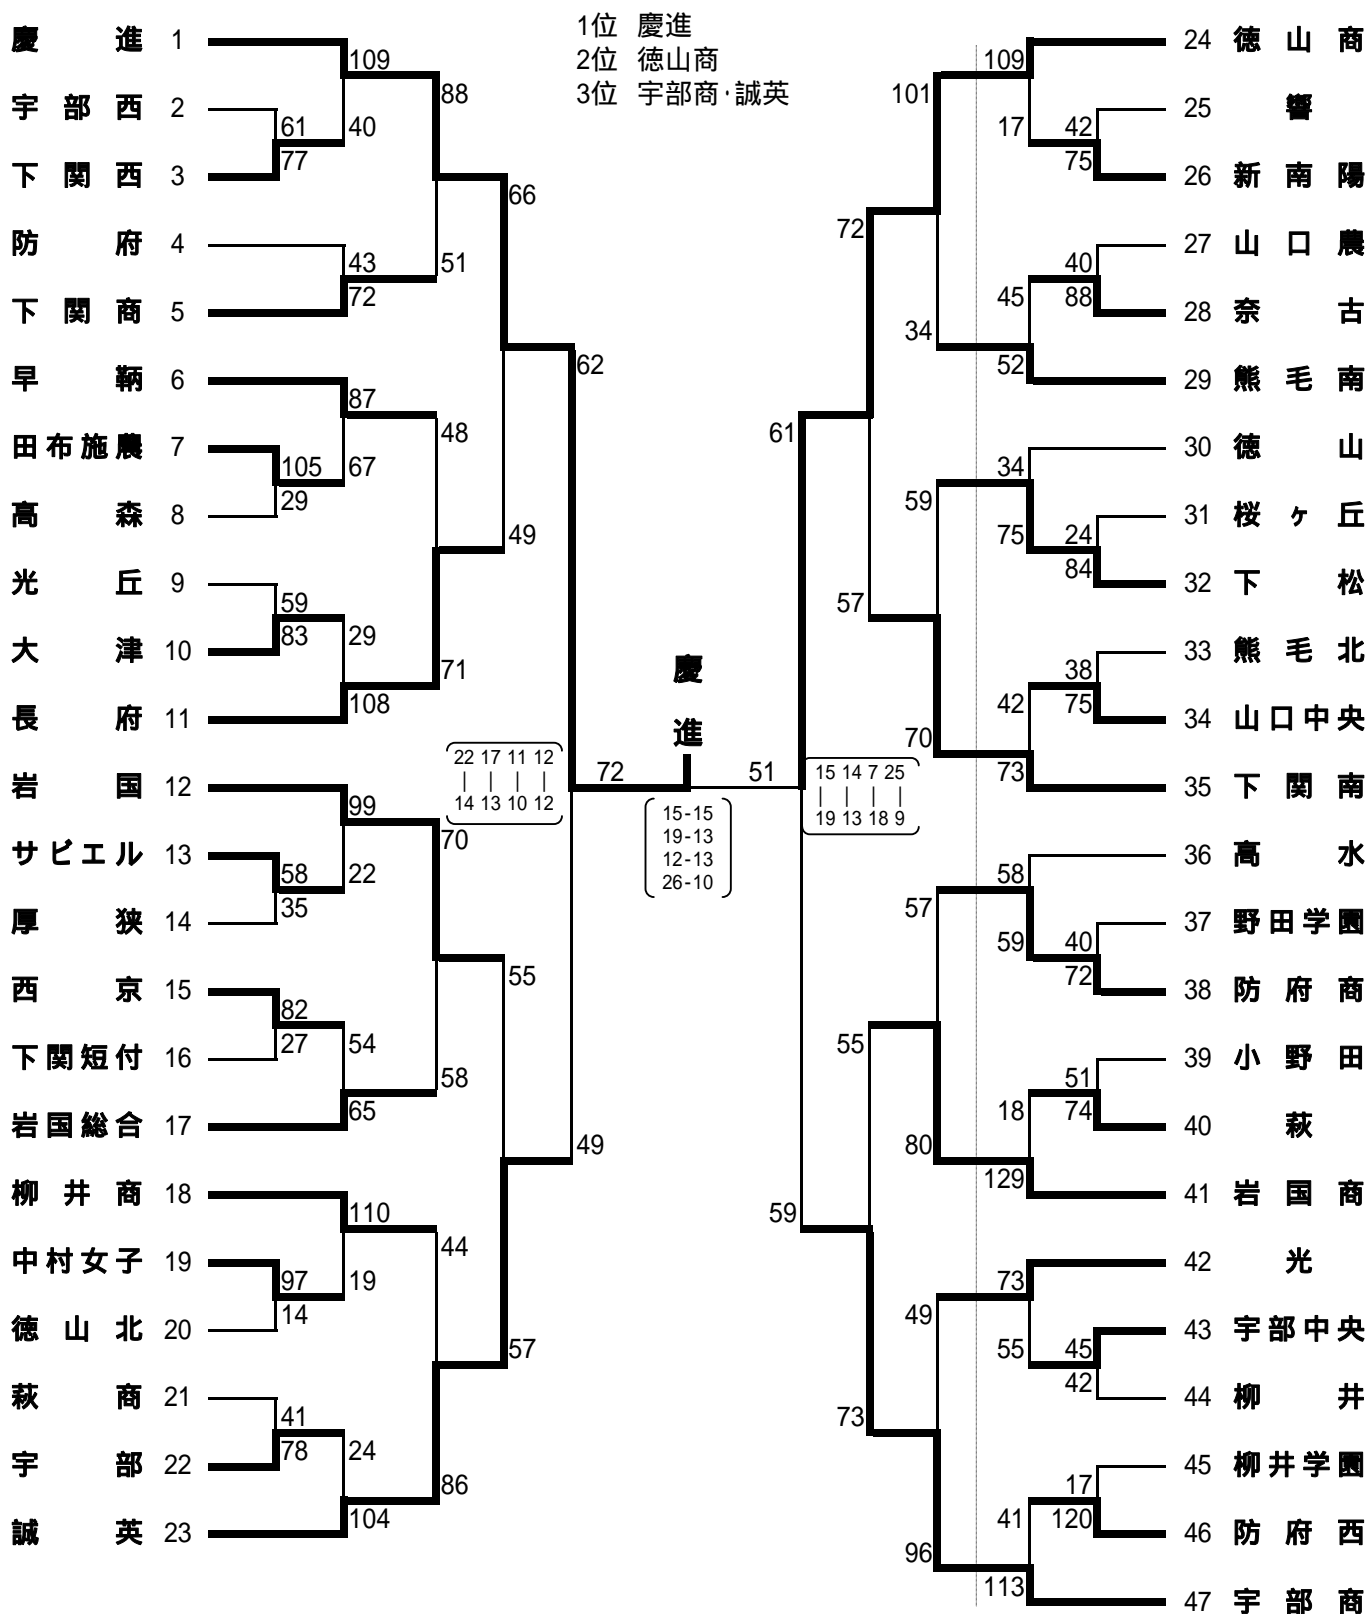 1位 慶進
2位 徳山商
3位 宇部商・誠英
慶進 1
宇部西 2
下関西 3
防府 4
下関商 5
早鞆 6
田布施農 7
高森 8
光丘 9
大津 10
長府 11
岩国 12
サビエル 13
厚狭 14
西京 15
下関短付 16
岩国総合 17
柳井商 18
中村女子 19
徳山北 20
萩商 21
宇部 22
誠英 23
109
61 40
77
43
72
87
105 67
29
59
83 29
108
99
58 22
35
82
27 54
65
110
97 19
14
41
78 24
104
88
51
48
71
70
58
44
86
66
49
55
57
62
49
22 17 11 12
| | | |
14 13 10 12
慶
進
72 51
15-15
19-13
12-13
26-10
15 14 7 25
| | | |
19 13 18 9
61
59
72
57
55
73
101
34
59
70
57
80
49
96
109
17 42
75
40
45 88
52
34
75 24
84
38
42 75
73
58
59 40
72
51
18 74
129
73
55 45
42
17
41 120
113
24 徳山商
25 響
26 新南陽
27 山口農
28 奈古
29 熊毛南
30 徳山
31 桜ヶ丘
32 下松
33 熊毛北
34 山口中央
35 下関南
36 高水
37 野田学園
38 防府商
39 小野田
40 萩
41 岩国商
42 光
43 宇部中央
44 柳井
45 柳井学園
46 防府西
47 宇部商